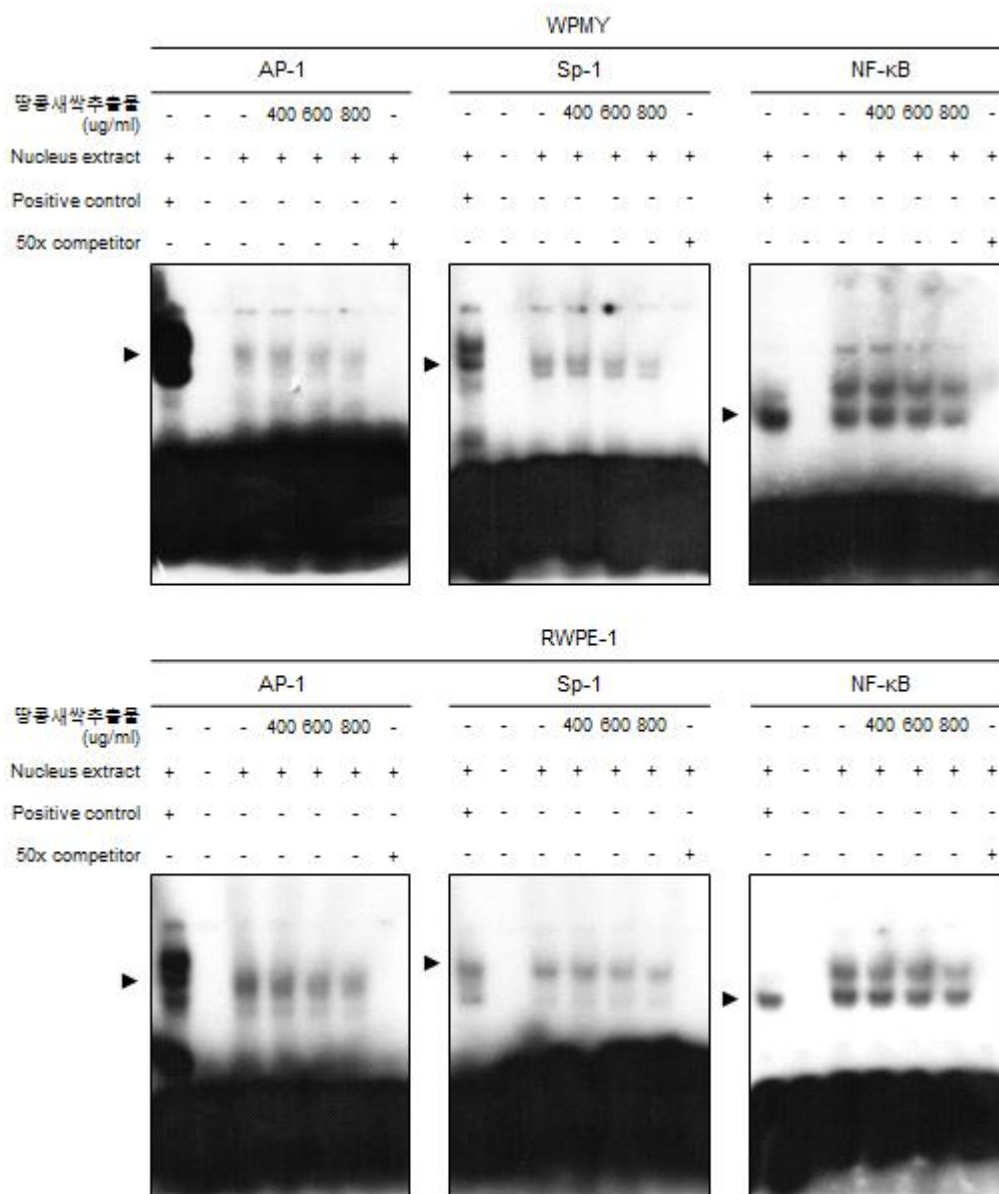 WPMY
AP-1 Sp-1 NF-κB
땅콩새싹추출물
(ug/ml) - - - 400 600 800 - - - - 400 600 800 - - - - 400 600 800 -
Nucleus extract + - + + + + + + - + + + + + + - + + + + +
Positive control + - - - - - - + - - - - - - + - - - - - -
50x competitor - - - - - - + - - - - - - + - - - - - - +
RWPE-1
AP-1 Sp-1 NF-κB
땅콩새싹추출물
(ug/ml) - - - 400 600 800 - - - - 400 600 800 - - - - 400 600 800 -
Nucleus extract + - + + + + + + - + + + + + + - + + + + +
Positive control + - - - - - - + - - - - - - + - - - - - -
50x competitor - - - - - - + - - - - - - + - - - - - - +